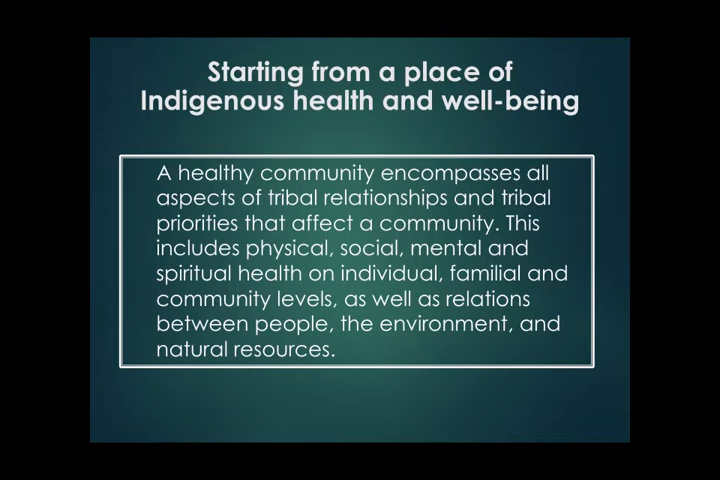 Starting from a place of
Indigenous health and well-being
A healthy community encompasses all
aspects of tribal relationships and tribal
priorities that affect a community. This
includes physical, social, mental and
spiritual health on individual, familial and
community levels, as well as relations
between people, the environment, and
natural resources.